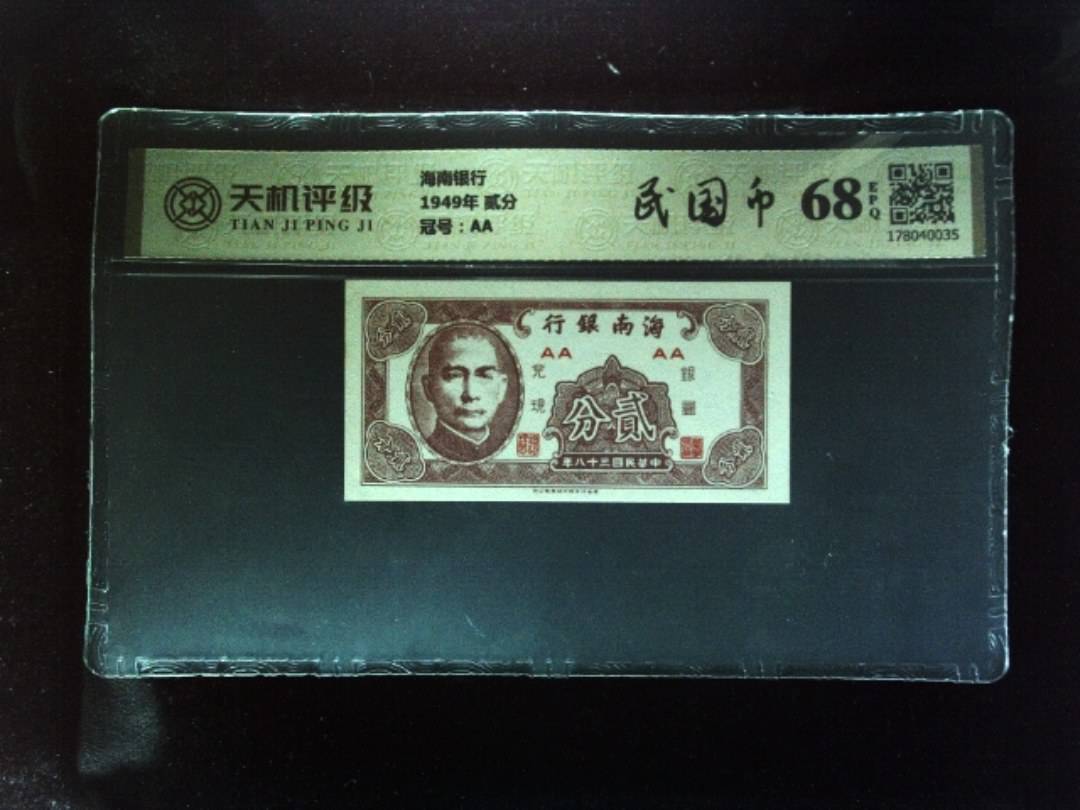 天机评级
TIAN JI PING JI
海南银行
1949年 贰分
冠号：AA
民国币
68
EPQ
178040035
行銀南海
AA AA
兌現
銀圓
分貳
年八十三國民華中